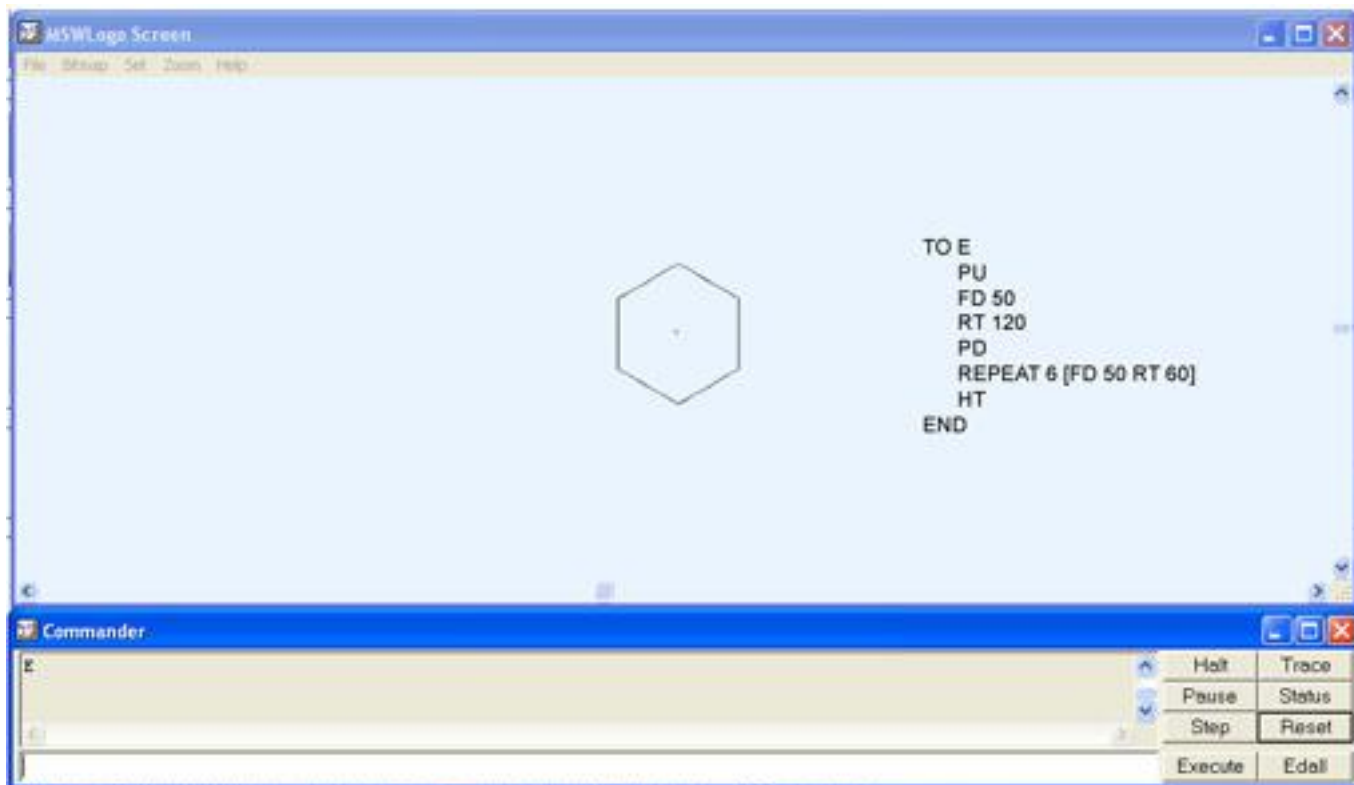 MSWLogo Screen
File Bitmap Set Zoom Help
TO E
PU
FD 50
RT 120
PD
REPEAT 6 [FD 50 RT 60]
HT
END
Commander
E
Halt Trace
Pause Status
Step Reset
Execute Edall